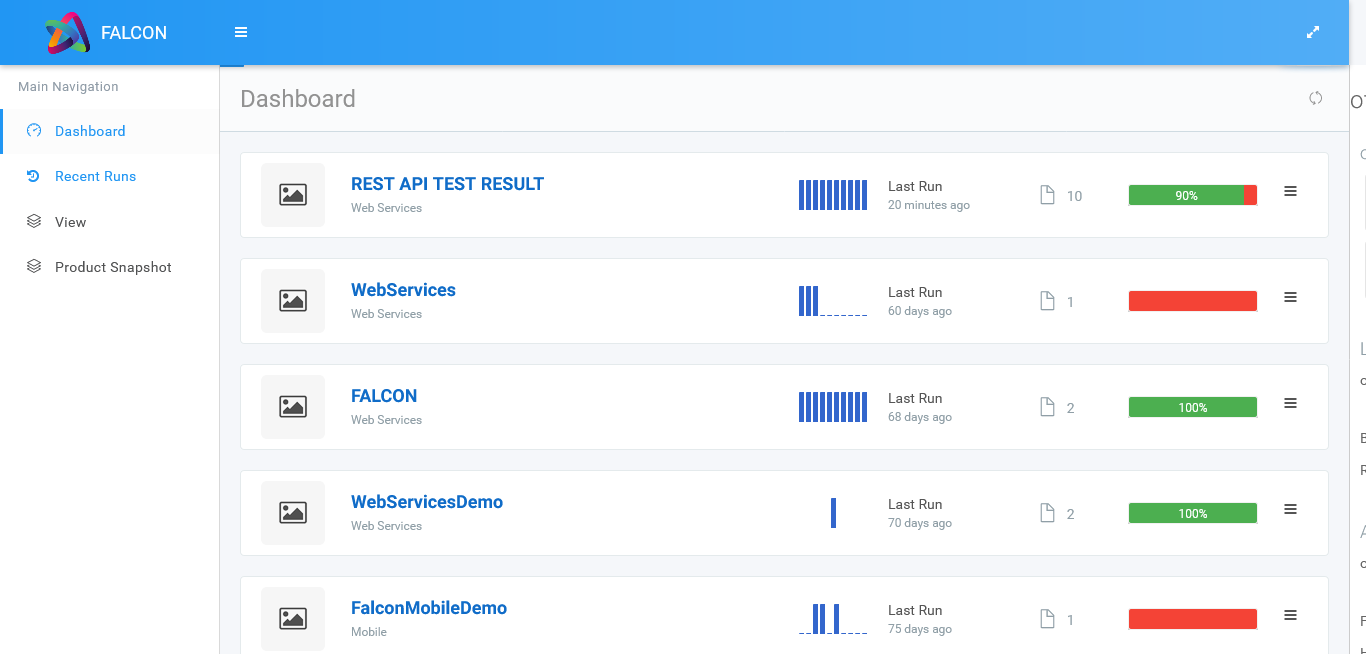 FALCON
Main Navigation
Dashboard
Recent Runs
View
Product Snapshot
Dashboard
REST API TEST RESULT
Web Services
Last Run
20 minutes ago
10
90%
WebServices
Web Services
Last Run
60 days ago
1
FALCON
Web Services
Last Run
68 days ago
2
100%
WebServicesDemo
Web Services
Last Run
70 days ago
2
100%
FalconMobileDemo
Mobile
Last Run
75 days ago
1